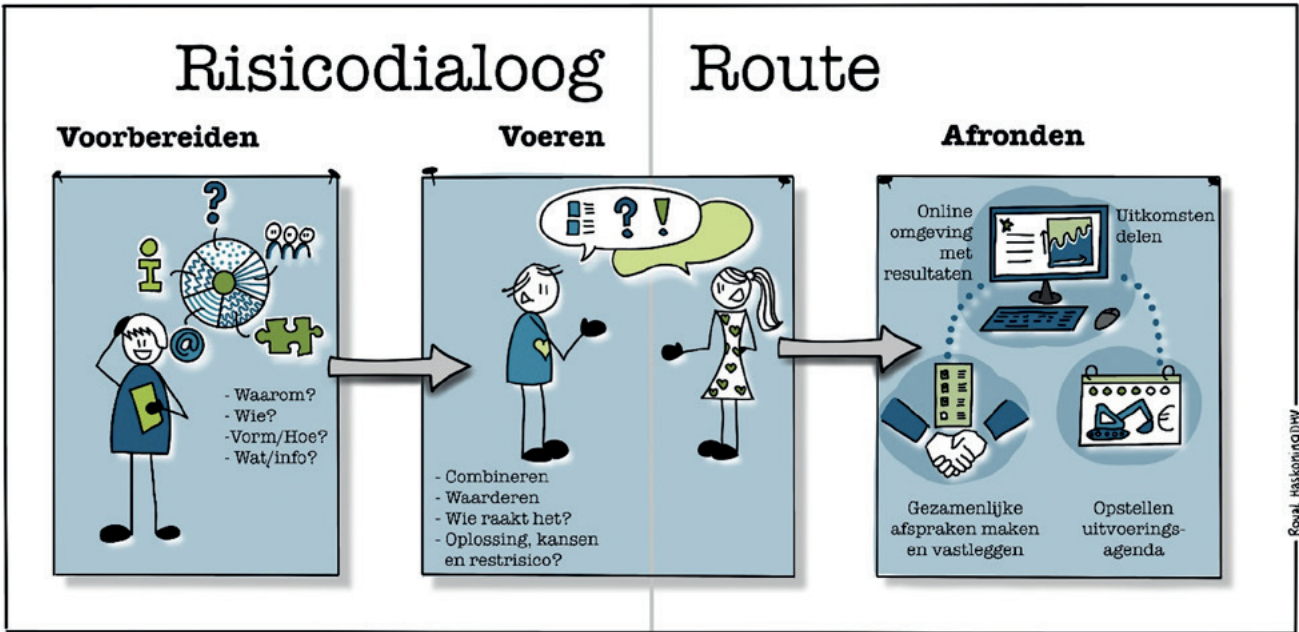 Risicodialoog Route
Voorbereiden
Voeren
Afronden
?
i
@
- Waarom?
- Wie?
-Vorm/Hoe?
- Wat/info?
? !
- Combineren
- Waarderen
- Wie raakt het?
- Oplossing, kansen
en restrisico?
Online
omgeving
met
resultaten
Uitkomsten
delen
€
Gezamenlijke
afspraken maken
en vastleggen
Opstellen
uitvoerings-
agenda
Royal HaskoningDHV